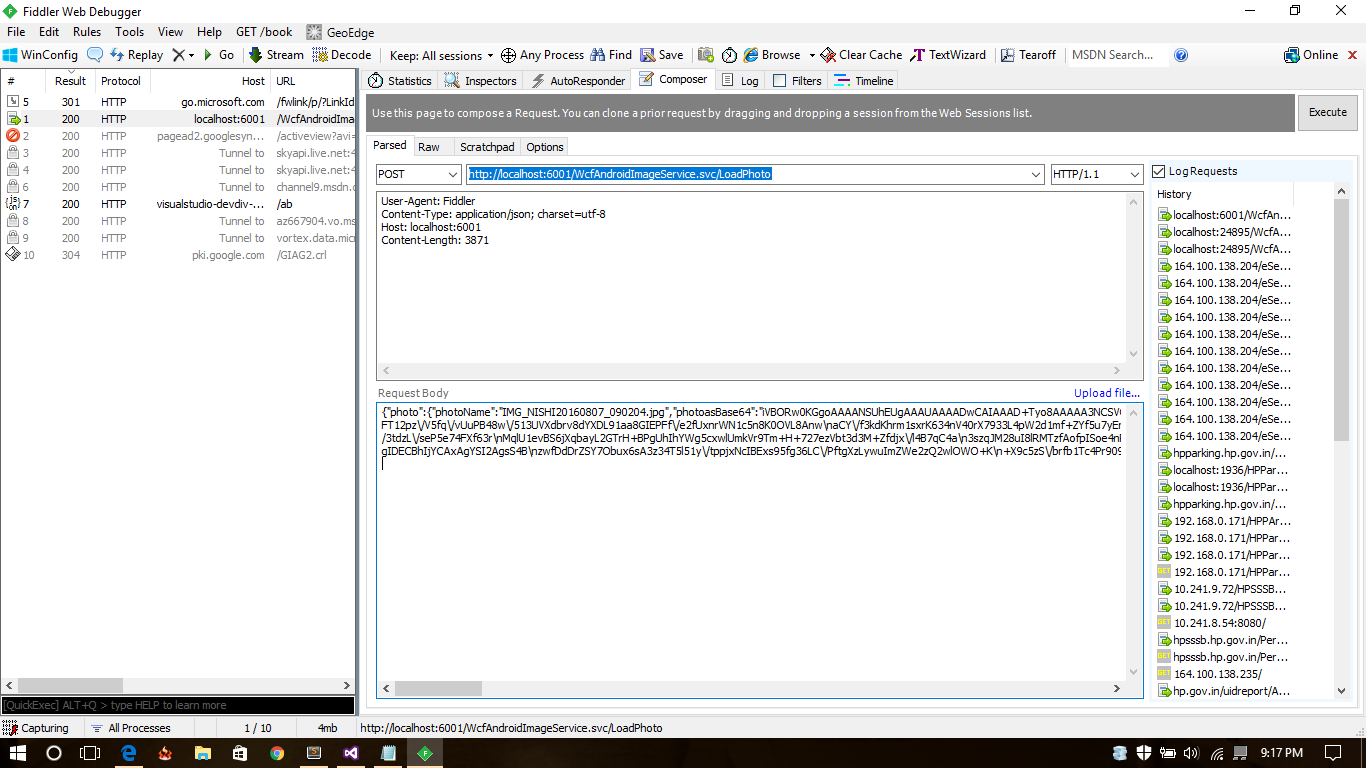 Fiddler Web Debugger
File Edit Rules Tools View Help GET /book GeoEdge
WinConfig Replay Go Stream Decode Keep: All sessions Any Process Find Save Browse Clear Cache TextWizard Tearoff MSDN Search... Online
# Result Protocol Host URL
5 301 HTTP go.microsoft.com /fwlink/p/?LinkId
1 200 HTTP localhost:6001 /WcfAndroidIma
2 200 HTTP pagead2.googlesyn... /activeview?avi=
3 200 HTTP Tunnel to skyapi.live.net:4
4 200 HTTP Tunnel to skyapi.live.net:4
6 200 HTTP Tunnel to channel9.msdn.c
7 200 HTTP visualstudio-devdiv-... /ab
8 200 HTTP Tunnel to az667904.vo.ms
9 200 HTTP Tunnel to vortex.data.micr
10 304 HTTP pki.google.com /GIAG2.crl
[QuickExec] ALT+Q > type HELP to learn more
Statistics Inspectors AutoResponder Composer Log Filters Timeline
Use this page to compose a Request. You can clone a prior request by dragging and dropping a session from the Web Sessions list.
Execute
Parsed Raw Scratchpad Options
POST http://localhost:6001/WcfAndroidImageService.svc/LoadPhoto HTTP/1.1
User-Agent: Fiddler
Content-Type: application/json; charset=utf-8
Host: localhost:6001
Content-Length: 3871
Request Body Upload file...
{"photo":{"photoName":"IMG_NISHI20160807_090204.jpg","photoasBase64":"iVBORw0KGgoAAAANSUhEUgAAAUAAAADwCAIAAAD+Tyo8AAAAA3NCSV
FT12pz\/V5fq\/vUuPB48w\/513UVXdbrv8dYXDL91aa8GIEPFf\/e2fUxnrWN1c5n8K0OVL8Anw\naCY\/f3kdKhrm1sxrK634nV40rX7933L4pW2d1mf+ZYf5u7yEr
/3tdzL\/seP5e74FXf63r\nMqlU1evBS6jXqbayL2GTrH+BPgUhIhYWg5cxwlUmkVr9Tm+H+727ezVbt3d3M+Zfdjx\/l4B7qC4a\n3szqJM28uI8lRMTzfAofpISoe4n
gIDECBhIjYCAxAgYSI2AgsS4B\nzwfDdDrZSY7Obux6sA3z34T5l51y\/tppjxNcIBExs95fg36LC\/PftgXzLywuImZWe2zQ2wlOWO+K\n+X9c5zS\/brfb1Tc4Pr909
Log Requests
History
localhost:6001/WcfAn...
localhost:24895/WcfA...
localhost:24895/WcfA...
164.100.138.204/eSe...
164.100.138.204/eSe...
164.100.138.204/eSe...
164.100.138.204/eSe...
164.100.138.204/eSe...
164.100.138.204/eSe...
164.100.138.204/eSe...
164.100.138.204/eSe...
164.100.138.204/eSe...
164.100.138.204/eSe...
164.100.138.204/eSe...
hpparking.hp.gov.in/...
localhost:1936/HPPar...
localhost:1936/HPPar...
hpparking.hp.gov.in/...
192.168.0.171/HPPAr...
192.168.0.171/HPPar...
192.168.0.171/HPPar...
192.168.0.171/HPPar...
10.241.9.72/HPSSSB...
10.241.9.72/HPSSSB...
10.241.8.54:8080/
hpsssb.hp.gov.in/Per...
hpsssb.hp.gov.in/Per...
164.100.138.235/
hp.gov.in/uidreport/A...
Capturing All Processes 1 / 10 4mb http://localhost:6001/WcfAndroidImageService.svc/LoadPhoto
9:17 PM